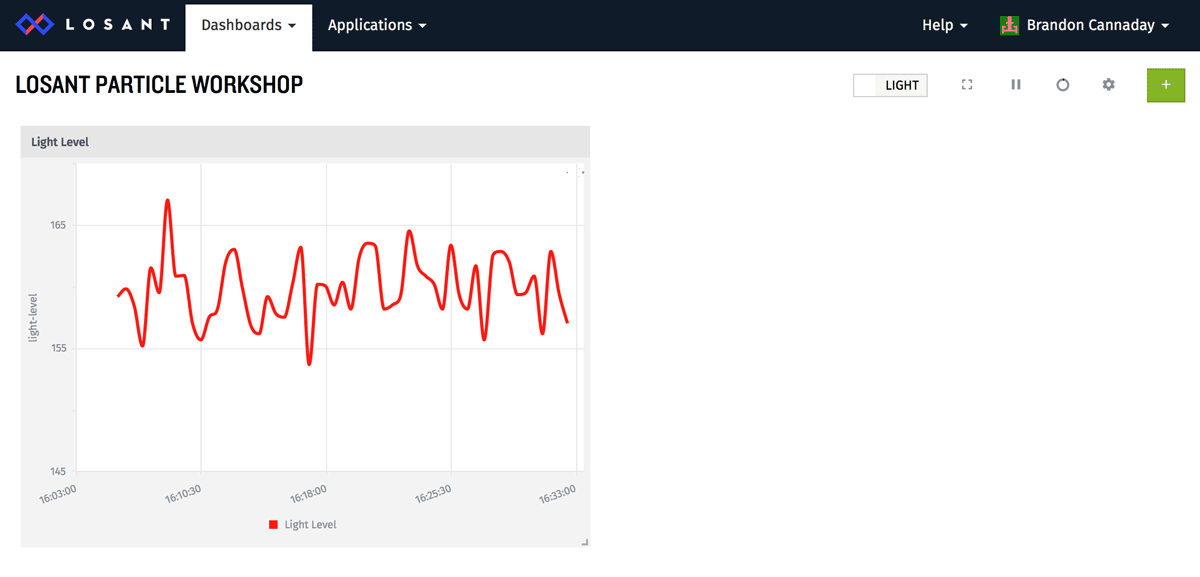 LOSANT Dashboards Applications Help Brandon Cannaday
LOSANT PARTICLE WORKSHOP LIGHT +
Light Level
165
light-level
155
145
16:03:00 16:10:30 16:18:00 16:25:30 16:33:00
Light Level